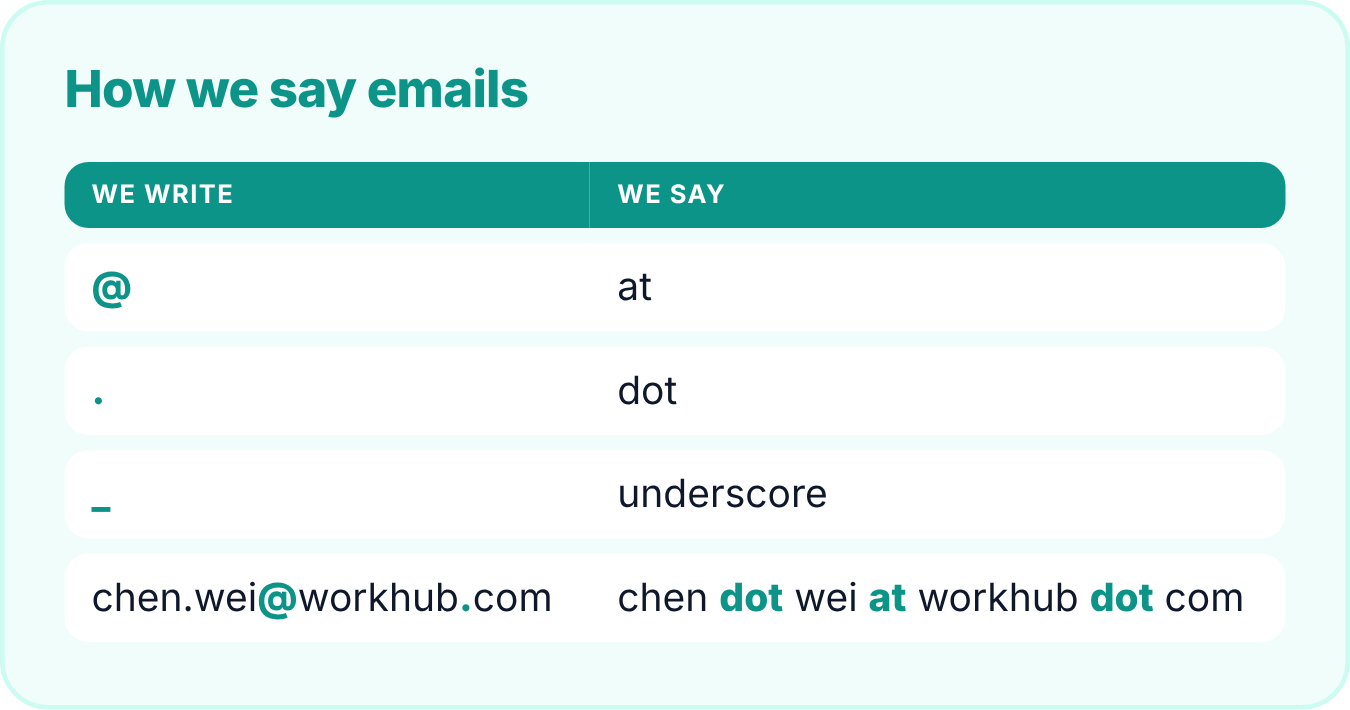 How we say emails
WE WRITE WE SAY
@ at
. dot
_ underscore
chen.wei@workhub.com chen dot wei at workhub dot com